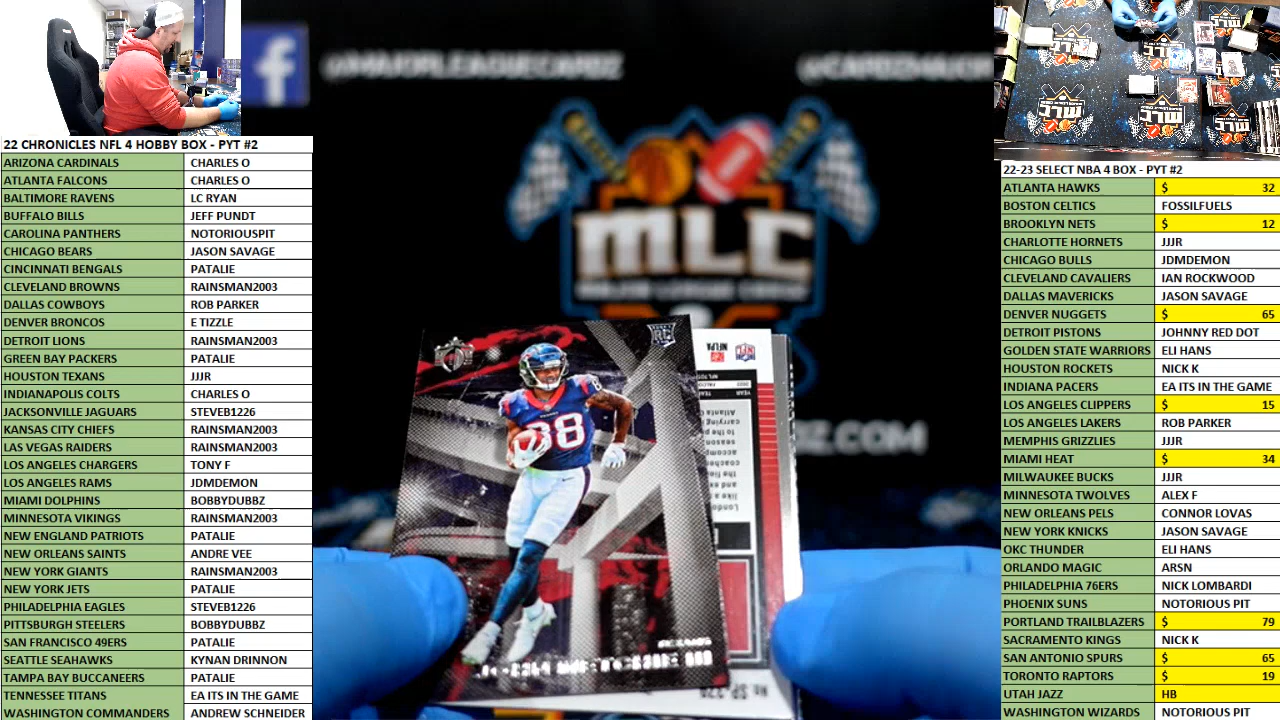 @MAJORLEAGUECARDZ
22 CHRONICLES NFL 4 HOBBY BOX - PYT #2
ARIZONA CARDINALS CHARLES O
ATLANTA FALCONS CHARLES O
BALTIMORE RAVENS LC RYAN
BUFFALO BILLS JEFF PUNDT
CAROLINA PANTHERS NOTORIOUSPIT
CHICAGO BEARS JASON SAVAGE
CINCINNATI BENGALS PATALIE
CLEVELAND BROWNS RAINSMAN2003
DALLAS COWBOYS ROB PARKER
DENVER BRONCOS E TIZZLE
DETROIT LIONS RAINSMAN2003
GREEN BAY PACKERS PATALIE
HOUSTON TEXANS JJJR
INDIANAPOLIS COLTS CHARLES O
JACKSONVILLE JAGUARS STEVEB1226
KANSAS CITY CHIEFS RAINSMAN2003
LAS VEGAS RAIDERS RAINSMAN2003
LOS ANGELES CHARGERS TONY F
LOS ANGELES RAMS JDMDEMON
MIAMI DOLPHINS BOBBYDUBBZ
MINNESOTA VIKINGS RAINSMAN2003
NEW ENGLAND PATRIOTS PATALIE
NEW ORLEANS SAINTS ANDRE VEE
NEW YORK GIANTS RAINSMAN2003
NEW YORK JETS PATALIE
PHILADELPHIA EAGLES STEVEB1226
PITTSBURGH STEELERS BOBBYDUBBZ
SAN FRANCISCO 49ERS PATALIE
SEATTLE SEAHAWKS KYNAN DRINNON
TAMPA BAY BUCCANEERS PATALIE
TENNESSEE TITANS EA ITS IN THE GAME
WASHINGTON COMMANDERS ANDREW SCHNEIDER
MLC
MAJOR LEAGUE CARDZ
88
NFL
NFLPA
YEAR
TEAM
2022
22-23 SELECT NBA 4 BOX - PYT #2
ATLANTA HAWKS $ 32
BOSTON CELTICS FOSSILFUELS
BROOKLYN NETS $ 12
CHARLOTTE HORNETS JJJR
CHICAGO BULLS JDMDEMON
CLEVELAND CAVALIERS IAN ROCKWOOD
DALLAS MAVERICKS JASON SAVAGE
DENVER NUGGETS $ 65
DETROIT PISTONS JOHNNY RED DOT
GOLDEN STATE WARRIORS ELI HANS
HOUSTON ROCKETS NICK K
INDIANA PACERS EA ITS IN THE GAME
LOS ANGELES CLIPPERS $ 15
LOS ANGELES LAKERS ROB PARKER
MEMPHIS GRIZZLIES JJJR
MIAMI HEAT $ 34
MILWAUKEE BUCKS JJJR
MINNESOTA TWOLVES ALEX F
NEW ORLEANS PELS CONNOR LOVAS
NEW YORK KNICKS JASON SAVAGE
OKC THUNDER ELI HANS
ORLANDO MAGIC ARSN
PHILADELPHIA 76ERS NICK LOMBARDI
PHOENIX SUNS NOTORIOUS PIT
PORTLAND TRAILBLAZERS $ 79
SACRAMENTO KINGS NICK K
SAN ANTONIO SPURS $ 65
TORONTO RAPTORS $ 19
UTAH JAZZ HB
WASHINGTON WIZARDS NOTORIOUS PIT